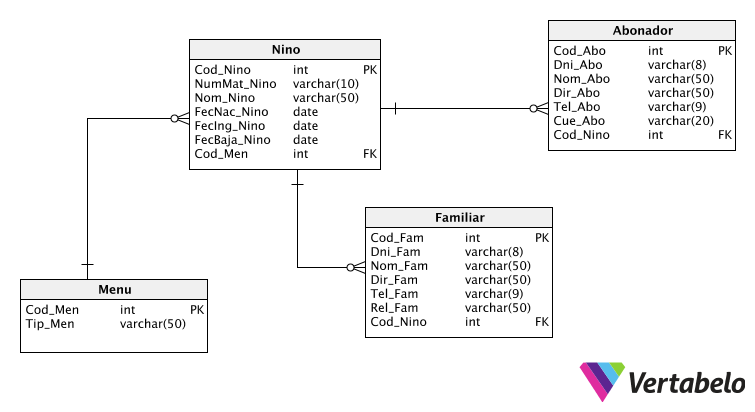 Nino
Cod_Nino int PK
NumMat_Nino varchar(10)
Nom_Nino varchar(50)
FecNac_Nino date
FecIng_Nino date
FecBaja_Nino date
Cod_Men int FK
Abonador
Cod_Abo int PK
Dni_Abo varchar(8)
Nom_Abo varchar(50)
Dir_Abo varchar(50)
Tel_Abo varchar(9)
Cue_Abo varchar(20)
Cod_Nino int FK
Familiar
Cod_Fam int PK
Dni_Fam varchar(8)
Nom_Fam varchar(50)
Dir_Fam varchar(50)
Tel_Fam varchar(9)
Rel_Fam varchar(50)
Cod_Nino int FK
Menu
Cod_Men int PK
Tip_Men varchar(50)
Vertabelo